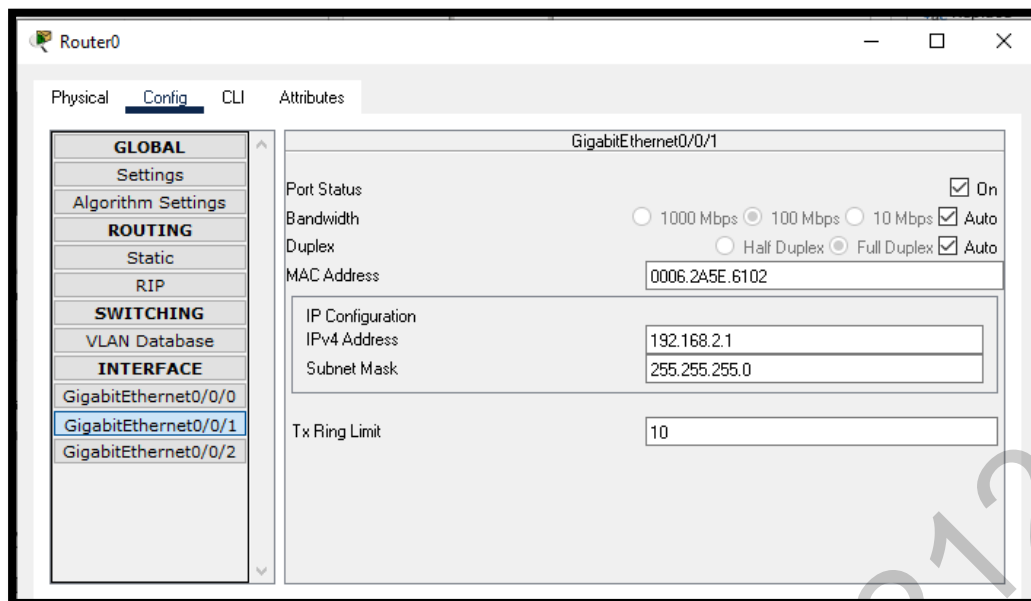 Router0
Physical Config CLI Attributes
GLOBAL
Settings
Algorithm Settings
ROUTING
Static
RIP
SWITCHING
VLAN Database
INTERFACE
GigabitEthernet0/0/0
GigabitEthernet0/0/1
GigabitEthernet0/0/2
GigabitEthernet0/0/1
Port Status On
Bandwidth 1000 Mbps 100 Mbps 10 Mbps Auto
Duplex Half Duplex Full Duplex Auto
MAC Address 0006.2A5E.6102
IP Configuration
IPv4 Address 192.168.2.1
Subnet Mask 255.255.255.0
Tx Ring Limit 10